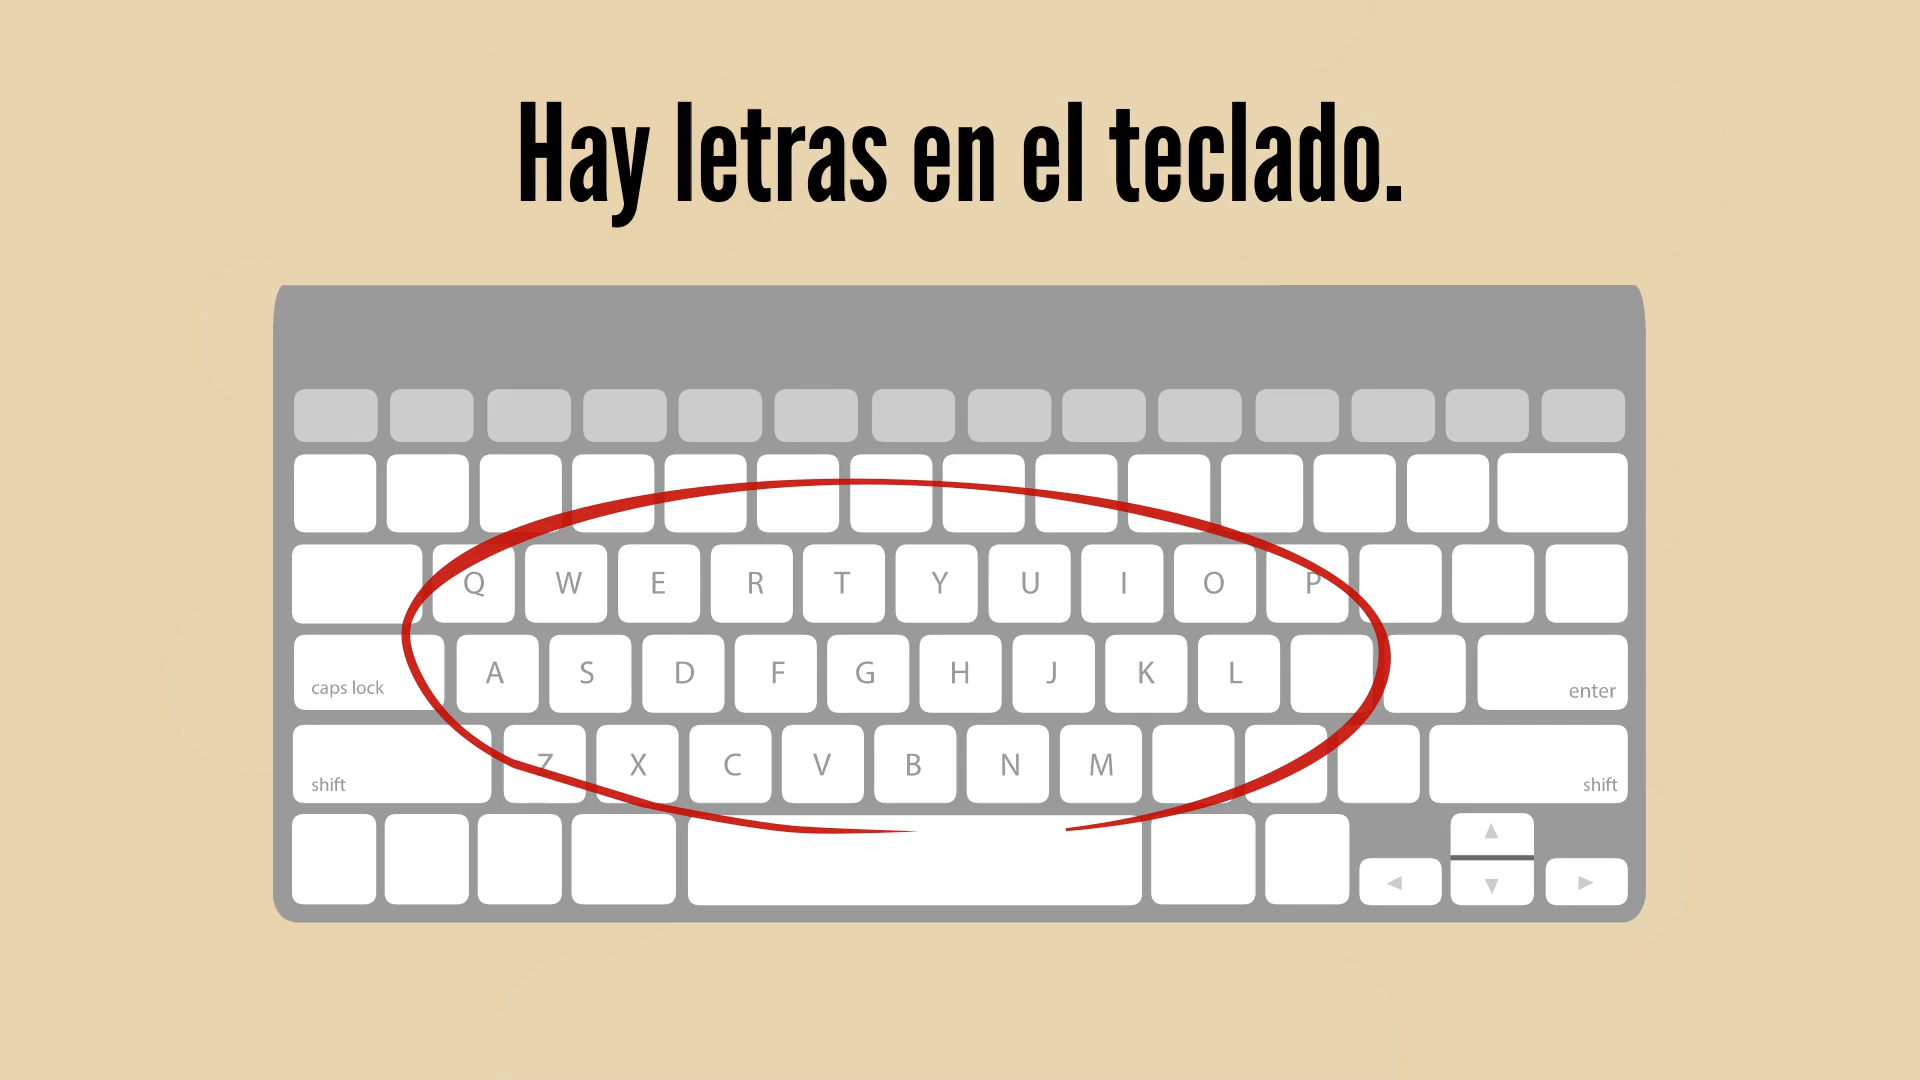 Hay letras en el teclado.
Q W E R T Y U I O P
caps lock A S D F G H J K L enter
shift Z X C V B N M shift